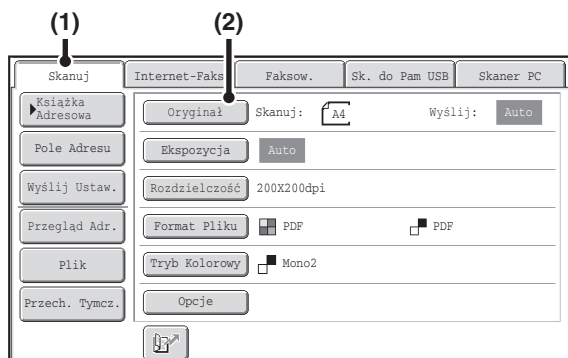 (1) (2)
Skanuj Internet-Faks Faksow. Sk. do Pam USB Skaner PC
Książka
Adresowa
Oryginał Skanuj: A4 Wyślij: Auto
Pole Adresu Ekspozycja Auto
Wyślij Ustaw. Rozdzielczość 200X200dpi
Przegląd Adr. Format Pliku PDF PDF
Plik Tryb Kolorowy Mono2
Przech. Tymcz. Opcje